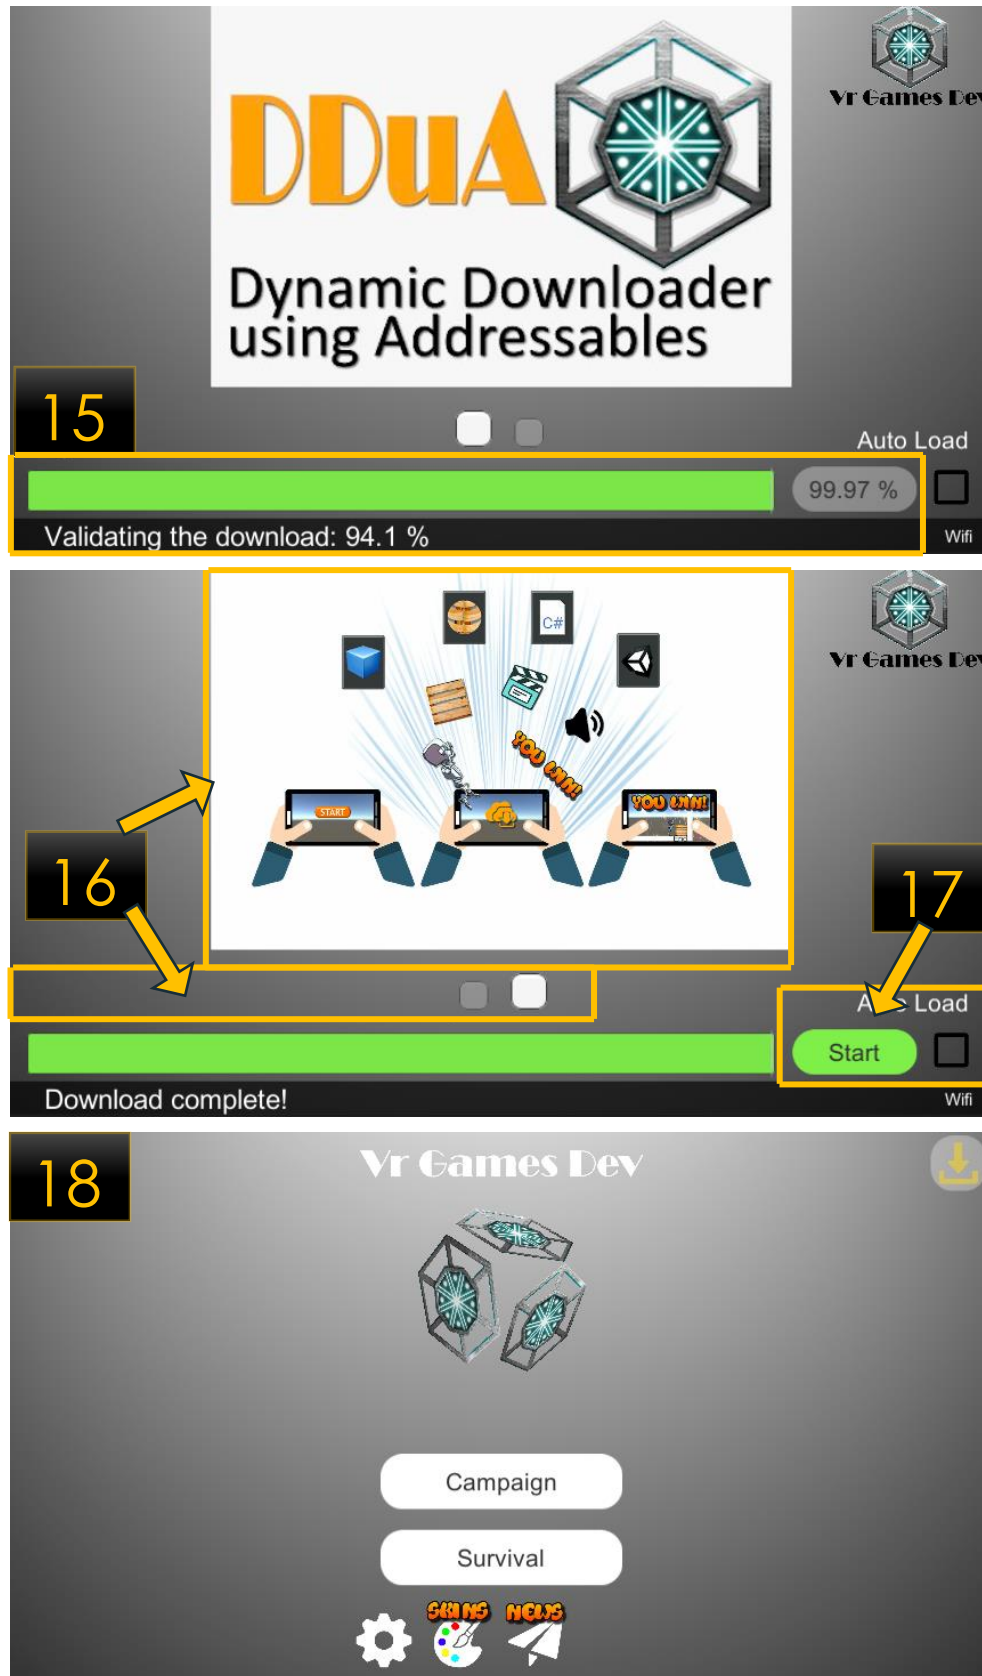 DDuA
Vr Games Dev
Dynamic Downloader
using Addressables
15
Auto Load
99.97 %
Validating the download: 94.1 %
Wifi
C#
Vr Games Dev
YOU WIN!
START
YOU WIN!
16
17
Auto Load
Start
Download complete!
Wifi
18
Vr Games Dev
Campaign
Survival
SKINS NEWS